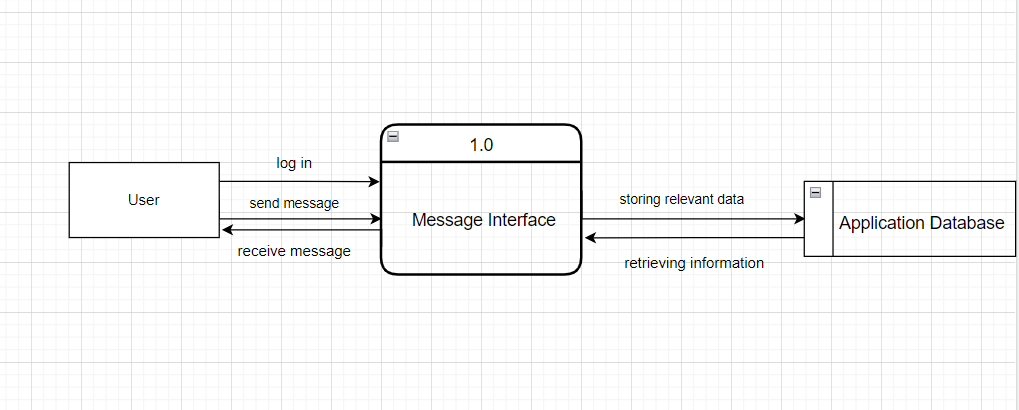 1.0
log in
User
send message
Message Interface
storing relevant data
Application Database
receive message
retrieving information